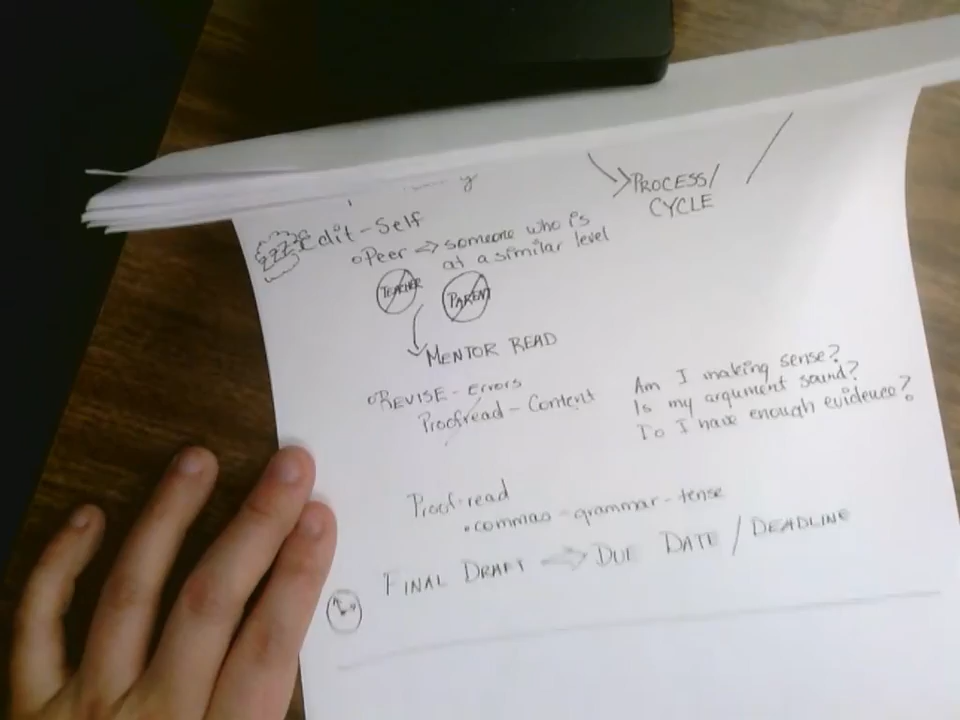 PROCESS/
CYCLE
zzz Edit-Self
Peer ⇒ someone who is
at a similar level
TEACHER PARENT
MENTOR READ
REVISE - Errors
Proofread - Content
Am I making sense?
Is my argument sound?
To I have enough evidence?
Proof-read
• commas - grammar - tense
FINAL DRAFT ⇒ DUE DATE / DEADLINE